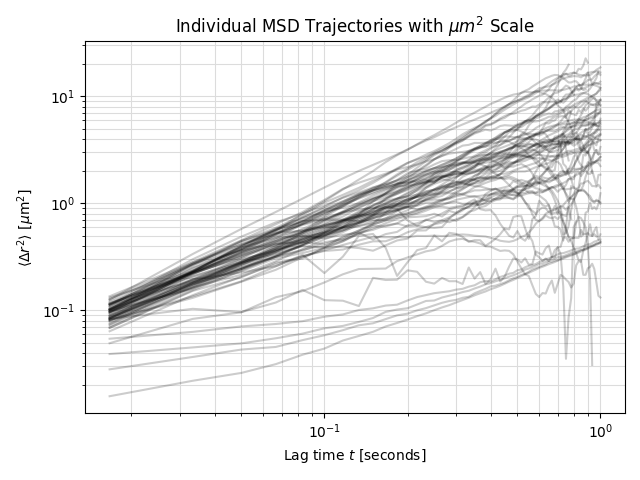 Individual MSD Trajectories with μm² Scale
⟨Δr²⟩ [μm²]
10¹
10⁰
10⁻¹
10⁻¹ 10⁰
Lag time t [seconds]